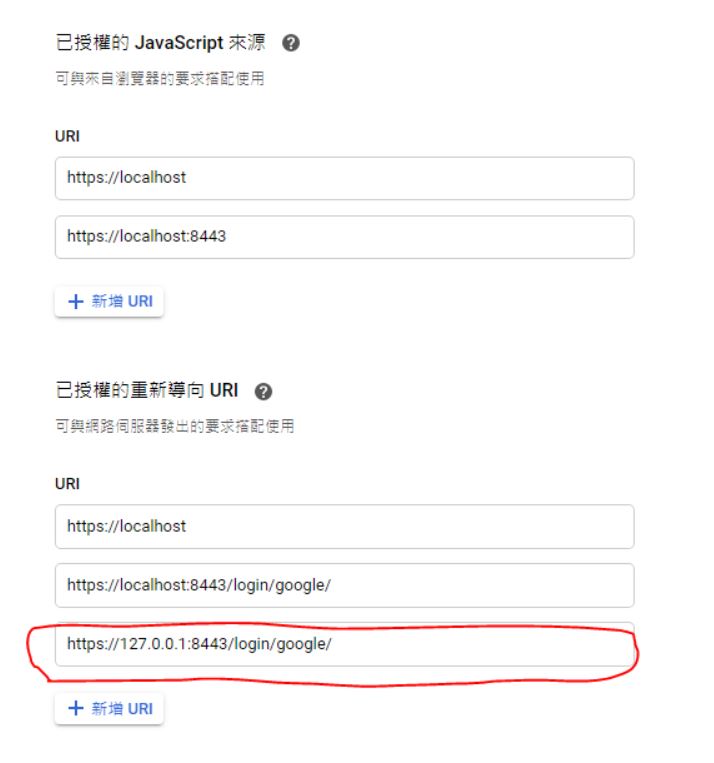 已授權的 JavaScript 來源 ?
可與來自瀏覽器的要求搭配使用
URI
https://localhost
https://localhost:8443
+ 新增 URI
已授權的重新導向 URI ?
可與網路伺服器發出的要求搭配使用
URI
https://localhost
https://localhost:8443/login/google/
https://127.0.0.1:8443/login/google/
+ 新增 URI